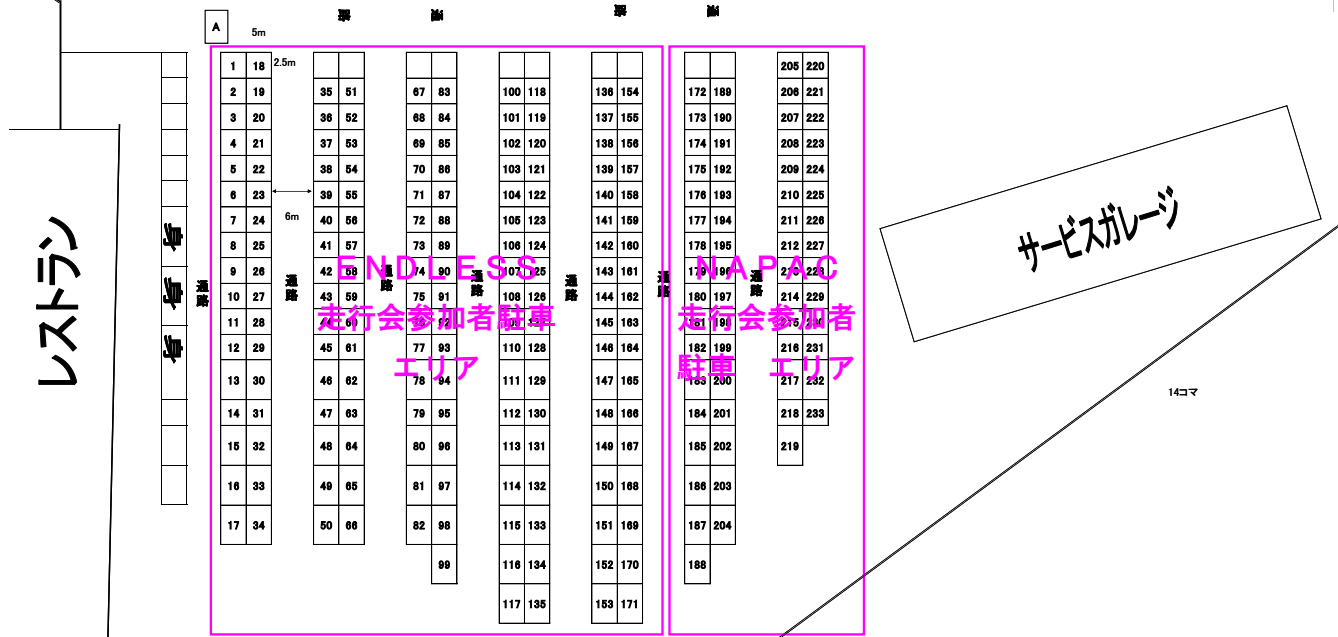 A
5m
2.5m
1 18 205 220
2 19 35 51 67 83 100 118 136 154 172 189 206 221
3 20 36 52 68 84 101 119 137 155 173 190 207 222
4 21 37 53 69 85 102 120 138 156 174 191 208 223
5 22 38 54 70 86 103 121 139 157 175 192 209 224
6 23 39 55 71 87 104 122 140 158 176 193 210 225
6m
7 24 40 56 72 88 105 123 141 159 177 194 211 226
8 25 41 57 73 89 106 124 142 160 178 195 212 227
9 26 42 58 74 90 107 125 143 161 179 196 228
10 27 43 59 75 91 108 126 144 162 180 197 214 229
11 28 145 163
12 29 45 61 77 93 110 128 146 164 182 199 216 231
13 30 46 62 78 94 111 129 147 165 183 200 217 232
14 31 47 63 79 95 112 130 148 166 184 201 218 233
15 32 48 64 80 96 113 131 149 167 185 202 219
16 33 49 65 81 97 114 132 150 168 186 203
17 34 50 66 82 98 115 133 151 169 187 204
99 116 134 152 170 188
117 135 153 171
レストラン
身
身
身
通路
通路
通路
通路
通路
通路
通路
ENDLESS
走行会参加者駐車
エリア
NAPAC
走行会参加者
駐車 エリア
サービスガレージ
14コマ